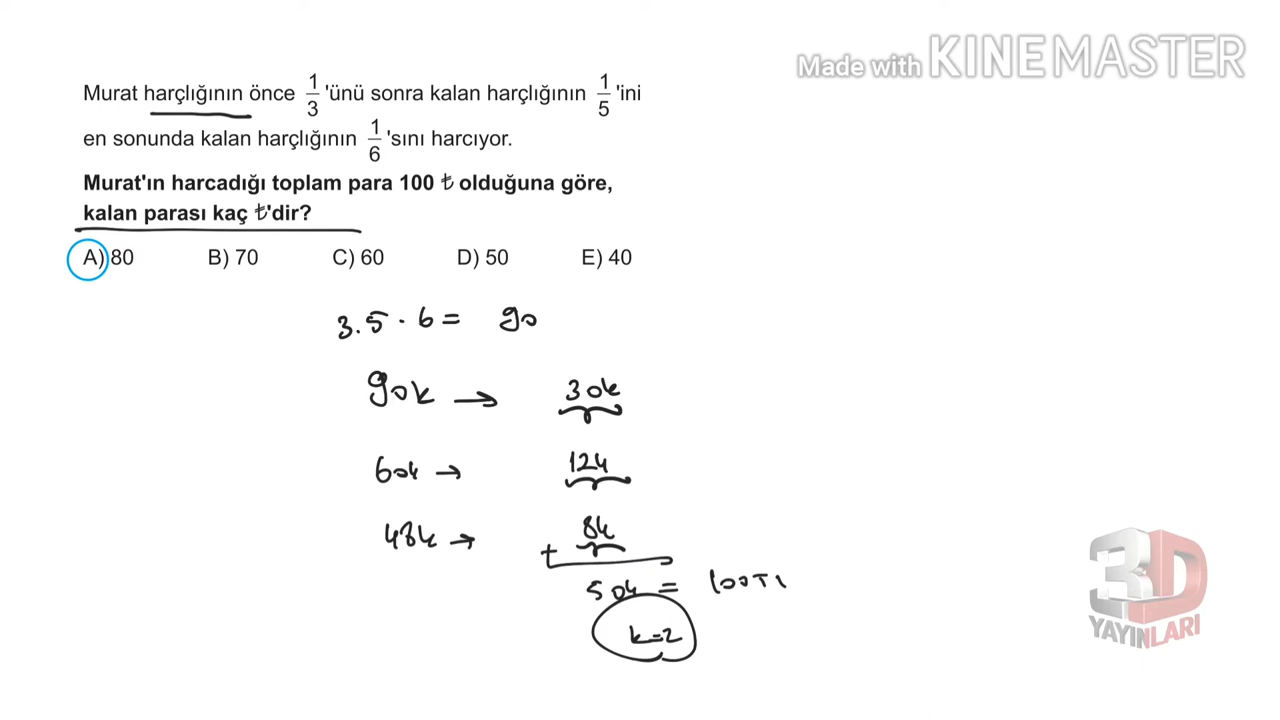 Made with KINEMASTER
Murat harçlığının önce 1/3 'ünü sonra kalan harçlığının 1/5 'ini
en sonunda kalan harçlığının 1/6 'sını harcıyor.
Murat'ın harcadığı toplam para 100 ₺ olduğuna göre,
kalan parası kaç ₺'dir?
A) 80 B) 70 C) 60 D) 50 E) 40
3.5.6 = 90
90k → 30k
60k → 12k
48k → 8k
+
50k = 100TL
k=2
3D
YAYINLARI